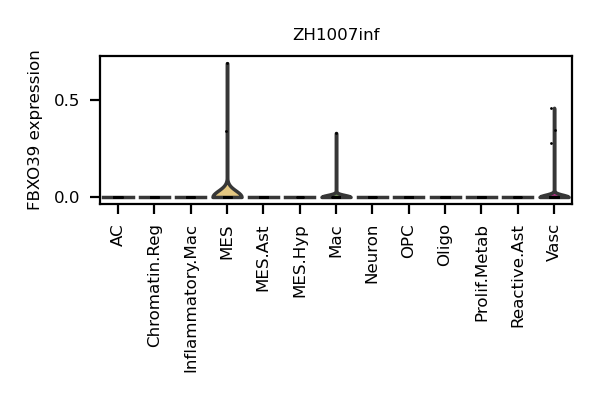 ZH1007inf
FBXO39 expression
0.5
0.0
AC
Chromatin.Reg
Inflammatory.Mac
MES
MES.Ast
MES.Hyp
Mac
Neuron
OPC
Oligo
Prolif.Metab
Reactive.Ast
Vasc